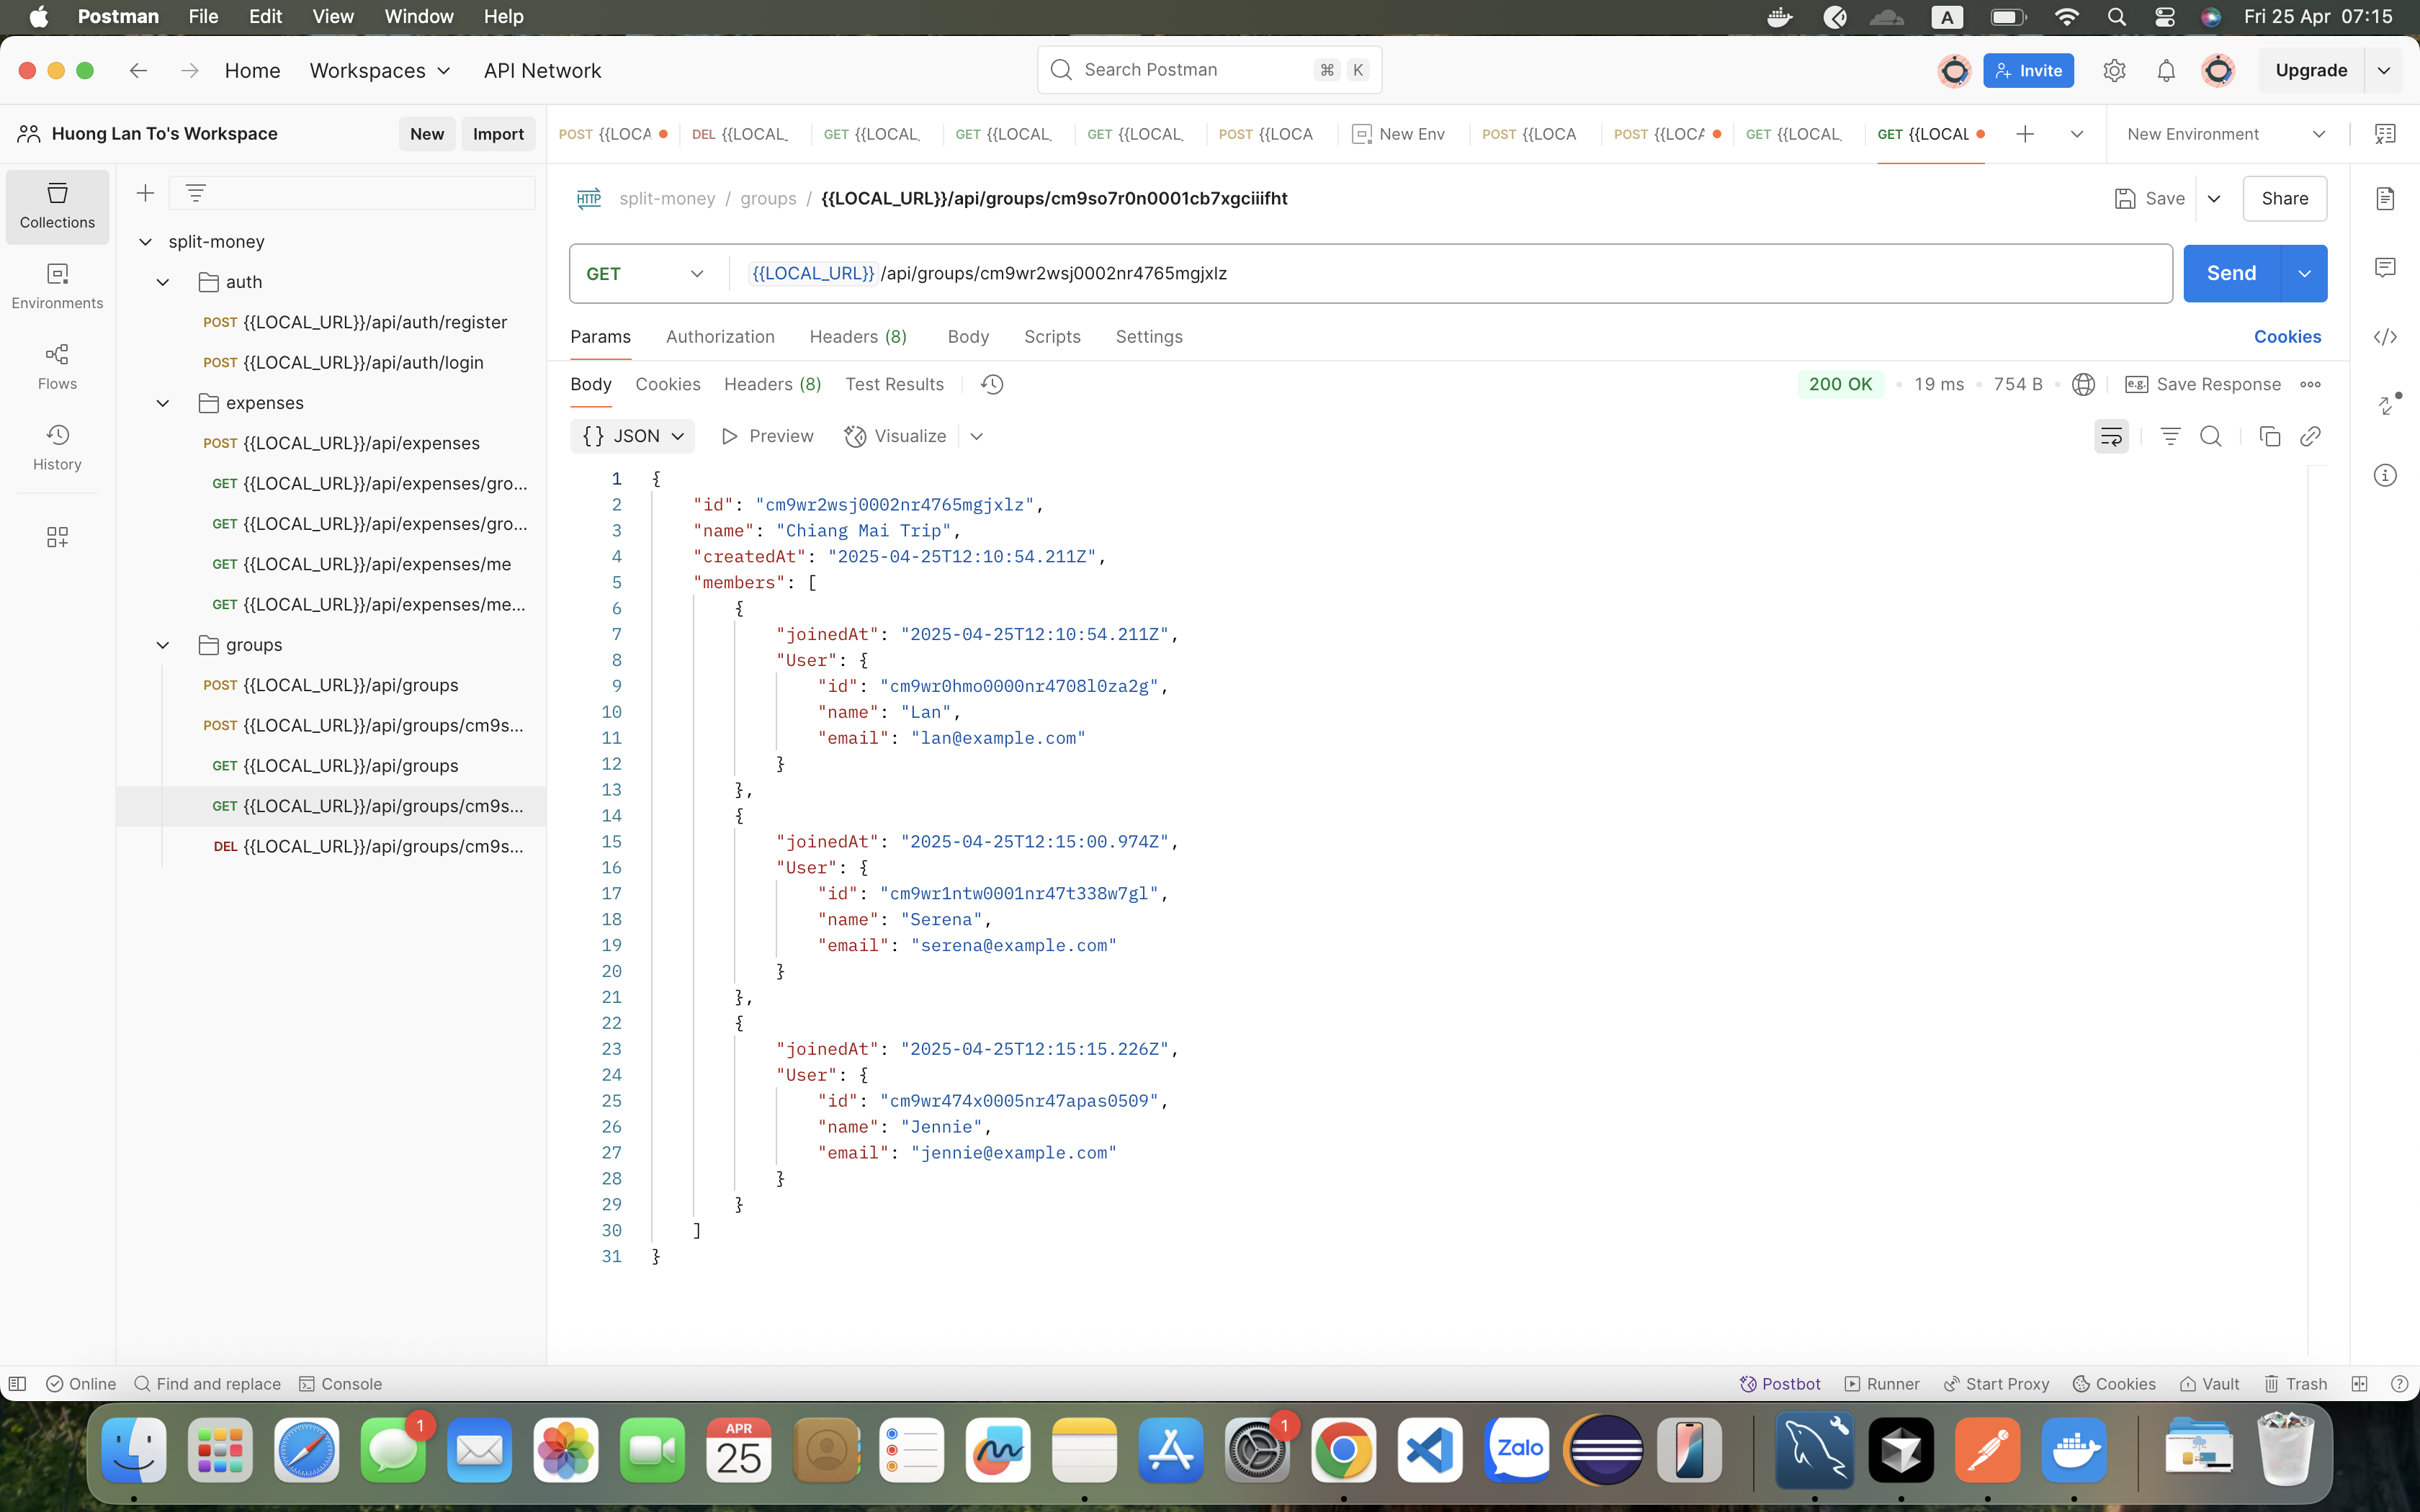 Postman File Edit View Window Help A Fri 25 Apr 07:15
Home Workspaces API Network Search Postman ⌘ K Invite Upgrade
Huong Lan To's Workspace New Import POST {{LOCA DEL {{LOCAL_ GET {{LOCAL_ GET {{LOCAL_ GET {{LOCAL_ POST {{LOCA New Env POST {{LOCA POST {{LOCA GET {{LOCAL_ GET {{LOCAL New Environment
Collections
Environments
Flows
History
split-money
auth
POST {{LOCAL_URL}}/api/auth/register
POST {{LOCAL_URL}}/api/auth/login
expenses
POST {{LOCAL_URL}}/api/expenses
GET {{LOCAL_URL}}/api/expenses/gro...
GET {{LOCAL_URL}}/api/expenses/gro...
GET {{LOCAL_URL}}/api/expenses/me
GET {{LOCAL_URL}}/api/expenses/me...
groups
POST {{LOCAL_URL}}/api/groups
POST {{LOCAL_URL}}/api/groups/cm9s...
GET {{LOCAL_URL}}/api/groups
GET {{LOCAL_URL}}/api/groups/cm9s...
DEL {{LOCAL_URL}}/api/groups/cm9s...
HTTP split-money / groups / {{LOCAL_URL}}/api/groups/cm9so7r0n0001cb7xgciiifht Save Share
GET {{LOCAL_URL}} /api/groups/cm9wr2wsj0002nr4765mgjxlz Send
Params Authorization Headers (8) Body Scripts Settings Cookies
Body Cookies Headers (8) Test Results 200 OK • 19 ms • 754 B • e.g. Save Response
{} JSON Preview Visualize
1 {
2 "id": "cm9wr2wsj0002nr4765mgjxlz",
3 "name": "Chiang Mai Trip",
4 "createdAt": "2025-04-25T12:10:54.211Z",
5 "members": [
6 {
7 "joinedAt": "2025-04-25T12:10:54.211Z",
8 "User": {
9 "id": "cm9wr0hmo0000nr4708l0za2g",
10 "name": "Lan",
11 "email": "lan@example.com"
12 }
13 },
14 {
15 "joinedAt": "2025-04-25T12:15:00.974Z",
16 "User": {
17 "id": "cm9wr1ntw0001nr47t338w7gl",
18 "name": "Serena",
19 "email": "serena@example.com"
20 }
21 },
22 {
23 "joinedAt": "2025-04-25T12:15:15.226Z",
24 "User": {
25 "id": "cm9wr474x0005nr47apas0509",
26 "name": "Jennie",
27 "email": "jennie@example.com"
28 }
29 }
30 ]
31 }
Online Find and replace Console Postbot Runner Start Proxy Cookies Vault Trash
1 APR 25 1 Zalo